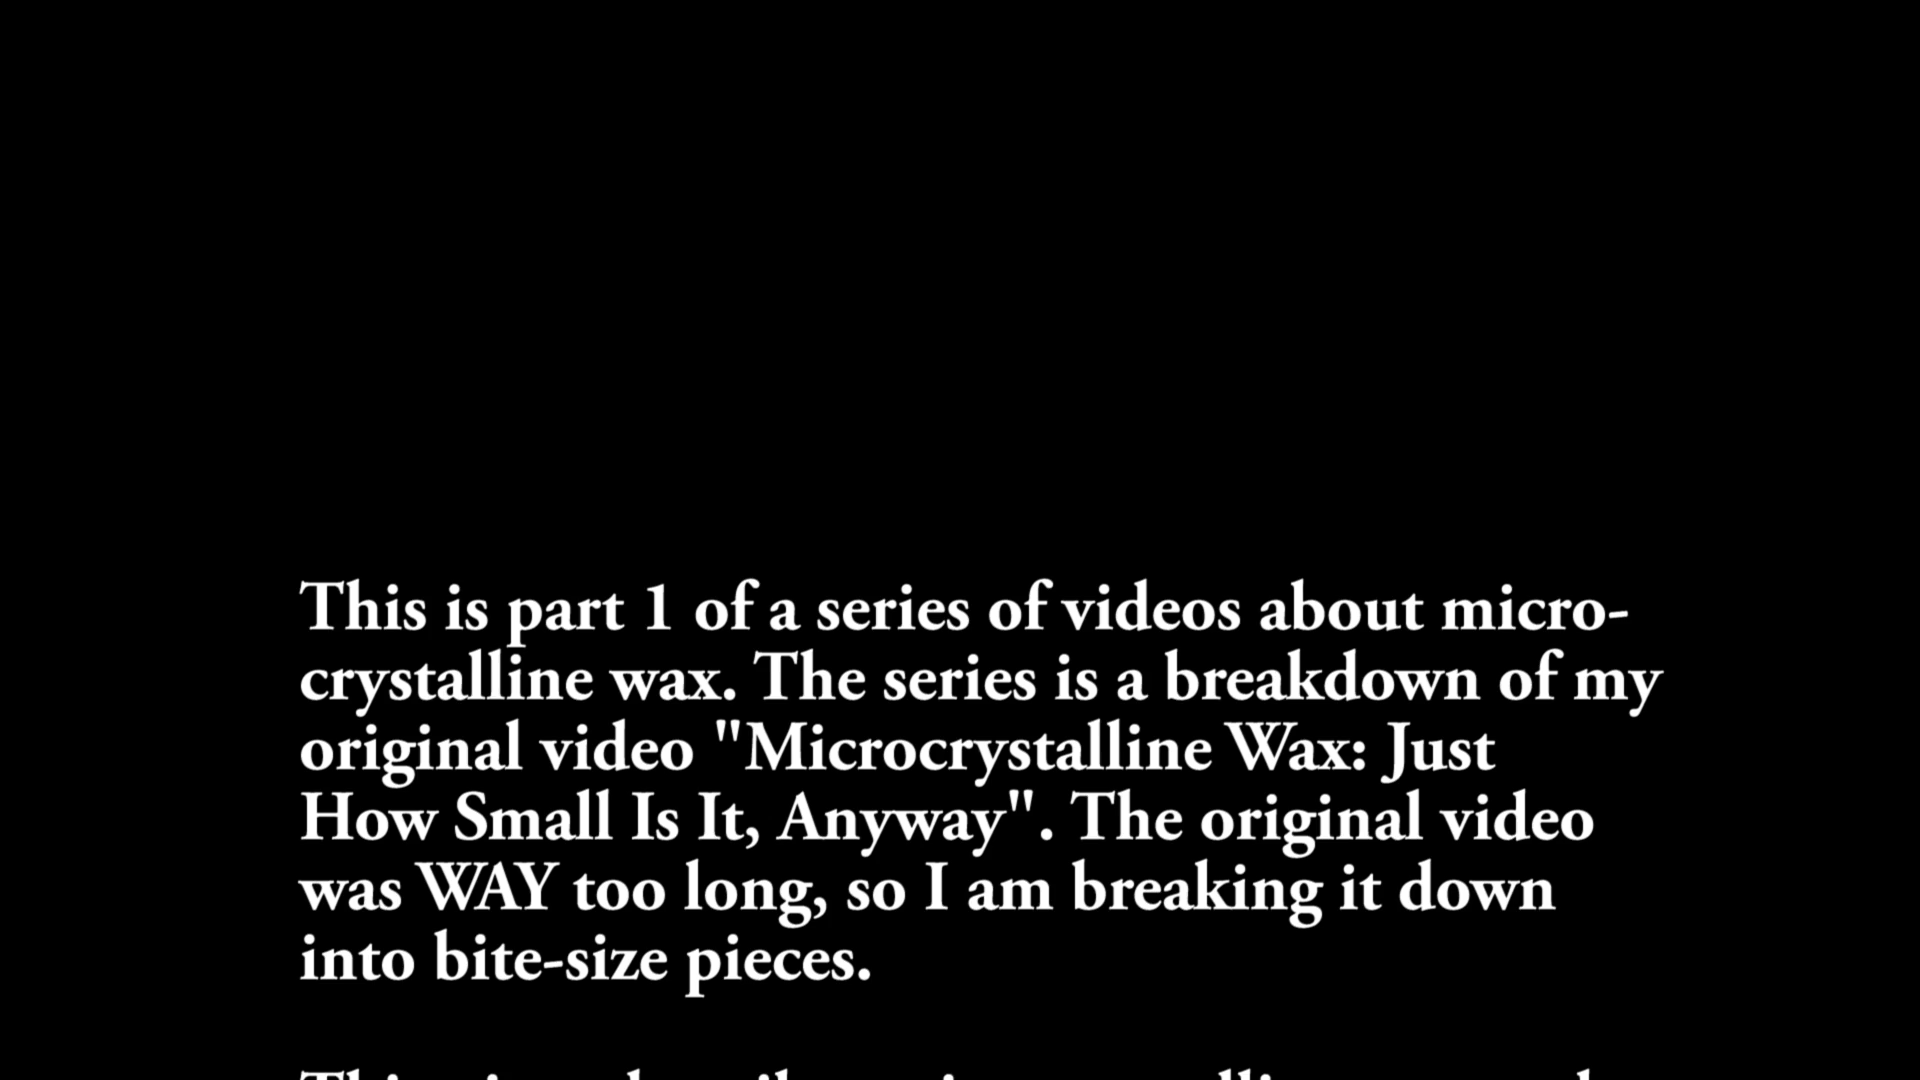 This is part 1 of a series of videos about micro-
crystalline wax. The series is a breakdown of my
original video "Microcrystalline Wax: Just
How Small Is It, Anyway". The original video
was WAY too long, so I am breaking it down
into bite-size pieces.